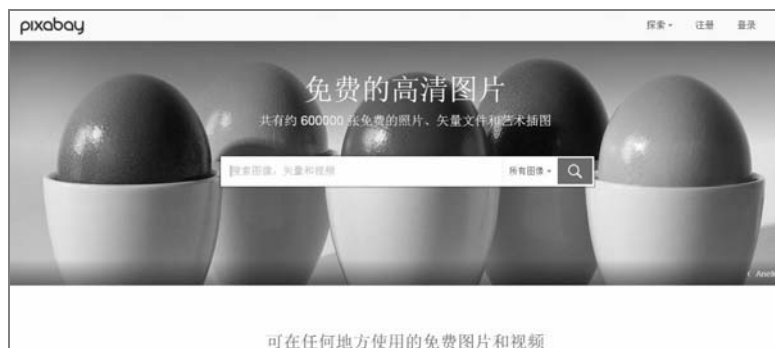 pixabay
探索 注册 登录
免费的高清图片
共有约 600000 张免费的照片、矢量文件和艺术插图
搜索图像，矢量和视频 所有图像
可在任何地方使用的免费图片和视频